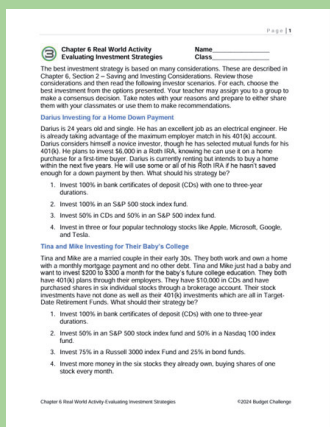 Page | 1
Chapter 6 Real World Activity
Name
Evaluating Investment Strategies
Class
The best investment strategy is based on many considerations. These are described in
Chapter 6, Section 2 – Saving and Investing Considerations. Review those
considerations and then read the following investor scenarios. For each, choose the
best investment from the options presented. Your teacher may assign you to a group to
make a consensus decision. Take notes with your reasons and prepare to either share
them with your classmates or use them to make recommendations.
Darius Investing for a Home Down Payment
Darius is 24 years old and single. He has an excellent job as an electrical engineer. He
is already taking advantage of the maximum employer match in his 401(k) account.
Darius considers himself a novice investor, though he has selected mutual funds for his
401(k). He plans to invest $6,000 in a Roth IRA, knowing he can use it on a home
purchase for a first-time buyer. Darius is currently renting but intends to buy a home
within the next five years. He will use some or all of his Roth IRA if he hasn't saved
enough for a down payment by then. What should his strategy be?
1. Invest 100% in bank certificates of deposit (CDs) with one to three-year
durations.
2. Invest 100% in an S&P 500 stock index fund.
3. Invest 50% in CDs and 50% in an S&P 500 index fund.
4. Invest in three or four popular technology stocks like Apple, Microsoft, Google,
and Tesla.
Tina and Mike Investing for Their Baby's College
Tina and Mike are a married couple in their early 30s. They both work and own a home
with a monthly mortgage payment and no other debt. Tina and Mike just had a baby and
want to invest $200 to $300 a month for the baby's future college education. They both
have 401(k) plans through their employers. They have $10,000 in CDs and have
purchased shares in six individual stocks through a brokerage account. Their stock
investments have not done as well as their 401(k) investments which are all in Target-
Date Retirement Funds. What should their strategy be?
1. Invest 100% in bank certificates of deposit (CDs) with one to three-year
durations.
2. Invest 50% in an S&P 500 stock index fund and 50% in a Nasdaq 100 index
fund.
3. Invest 75% in a Russell 3000 index Fund and 25% in bond funds.
4. Invest more money in the six stocks they already own, buying shares of one
stock every month.
Chapter 6 Real World Activity-Evaluating Investment Strategies
©2024 Budget Challenge